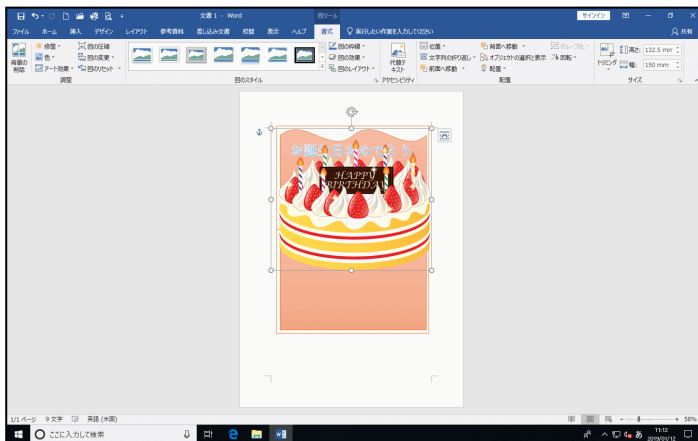 文書 1 - Word
図ツール
サインイン
ファイル ホーム 挿入 デザイン レイアウト 参考資料 差し込み文書 校閲 表示 ヘルプ 書式 実行したい作業を入力してください 共有
背景の
削除
修整
色
アート効果
図の圧縮
図の変更
図のリセット
調整
図のスタイル
図の枠線
図の効果
図のレイアウト
代替テ
キスト
アクセシビリティ
位置
文字列の折り返し
前面へ移動
背面へ移動
オブジェクトの選択と表示
配置
グループ化
回転
配置
トリミング
高さ: 132.5 mm
幅: 150 mm
サイズ
お誕生日おめでとう
HAPPY
BIRTHDAY
1/1 ページ 9 文字 英語 (米国) 58%
ここに入力して検索
あ
11:12
2019/01/12